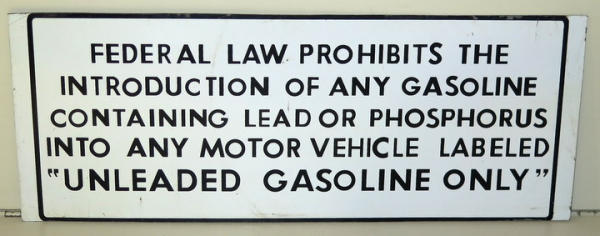 FEDERAL LAW PROHIBITS THE
INTRODUCTION OF ANY GASOLINE
CONTAINING LEAD OR PHOSPHORUS
INTO ANY MOTOR VEHICLE LABELED
"UNLEADED GASOLINE ONLY"